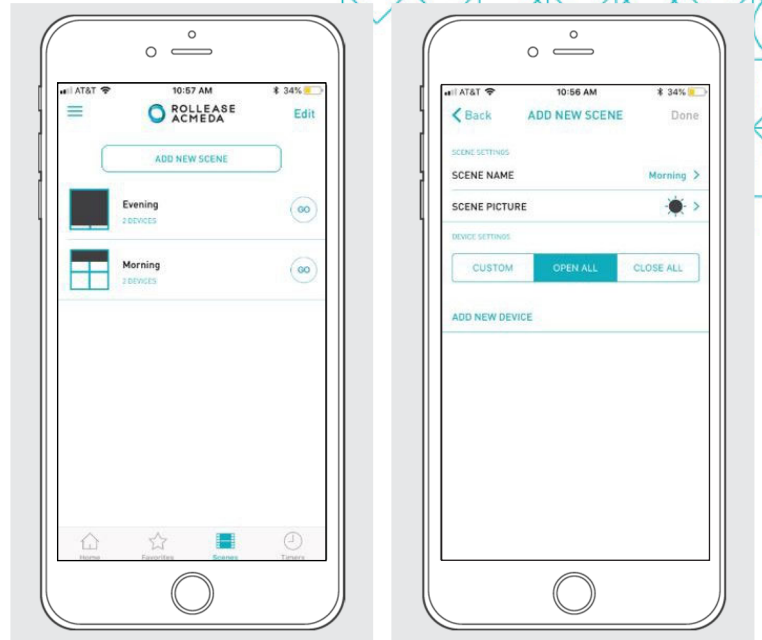 AT&T 10:57 AM 34%
ROLLEASE
ACMEDA
Edit
ADD NEW SCENE
Evening
2 DEVICES
GO
Morning
2 DEVICES
GO
Home Favorites Scenes Timers
AT&T 10:56 AM 34%
Back ADD NEW SCENE Done
SCENE SETTINGS
SCENE NAME Morning
SCENE PICTURE
DEVICE SETTINGS
CUSTOM OPEN ALL CLOSE ALL
ADD NEW DEVICE